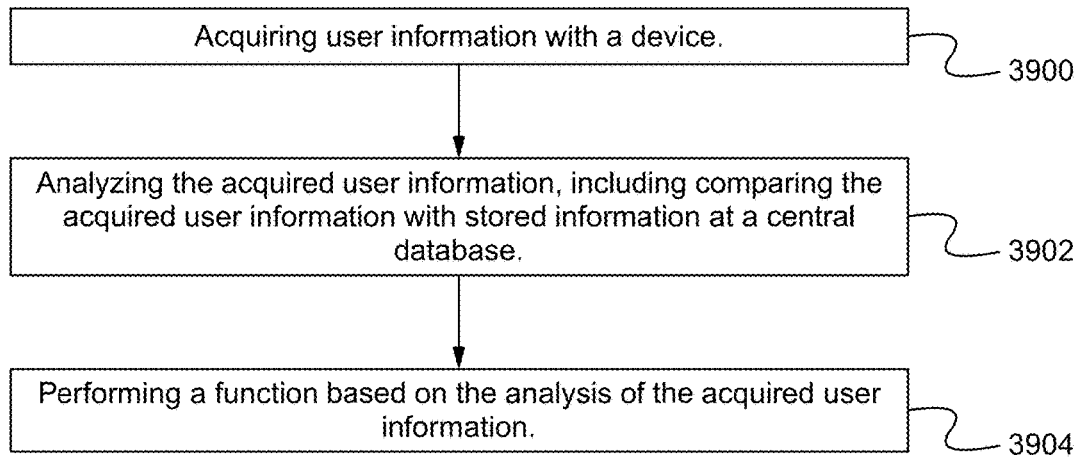 Acquiring user information with a device.
3900
Analyzing the acquired user information, including comparing the
acquired user information with stored information at a central
database.
3902
Performing a function based on the analysis of the acquired user
information.
3904